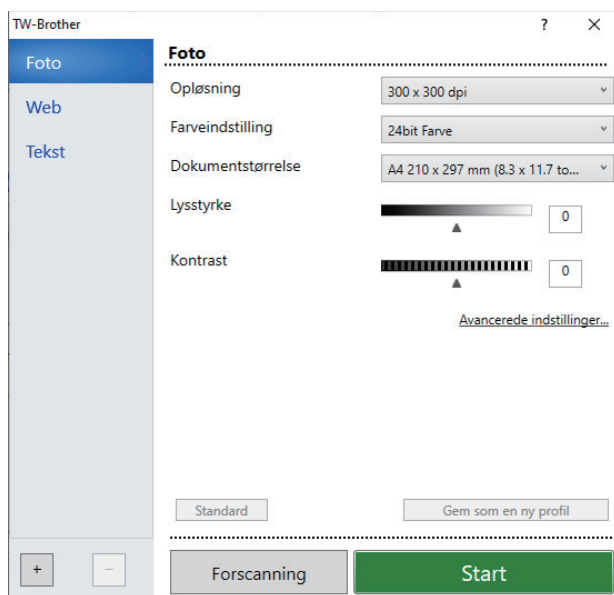 TW-Brother
?
Foto
Web
Tekst
Foto
Opløsning
300 x 300 dpi
Farveindstilling
24bit Farve
Dokumentstørrelse
A4 210 x 297 mm (8.3 x 11.7 to...
Lysstyrke
0
Kontrast
0
Avancerede indstillinger...
Standard
Gem som en ny profil
+
−
Forscanning
Start